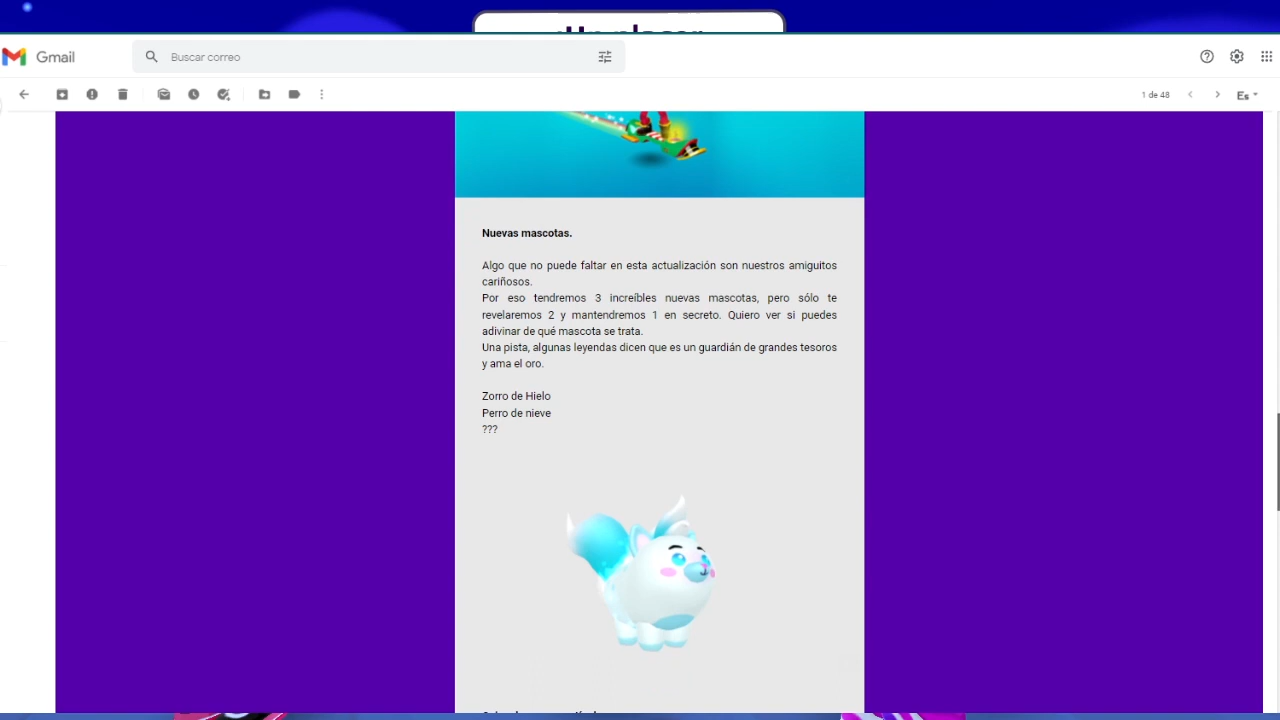 Gmail
Buscar correo
1 de 48
Es
Nuevas mascotas.
Algo que no puede faltar en esta actualización son nuestros amiguitos
cariñosos.
Por eso tendremos 3 increíbles nuevas mascotas, pero sólo te
revelaremos 2 y mantendremos 1 en secreto. Quiero ver si puedes
adivinar de qué mascota se trata.
Una pista, algunas leyendas dicen que es un guardián de grandes tesoros
y ama el oro.
Zorro de Hielo
Perro de nieve
???